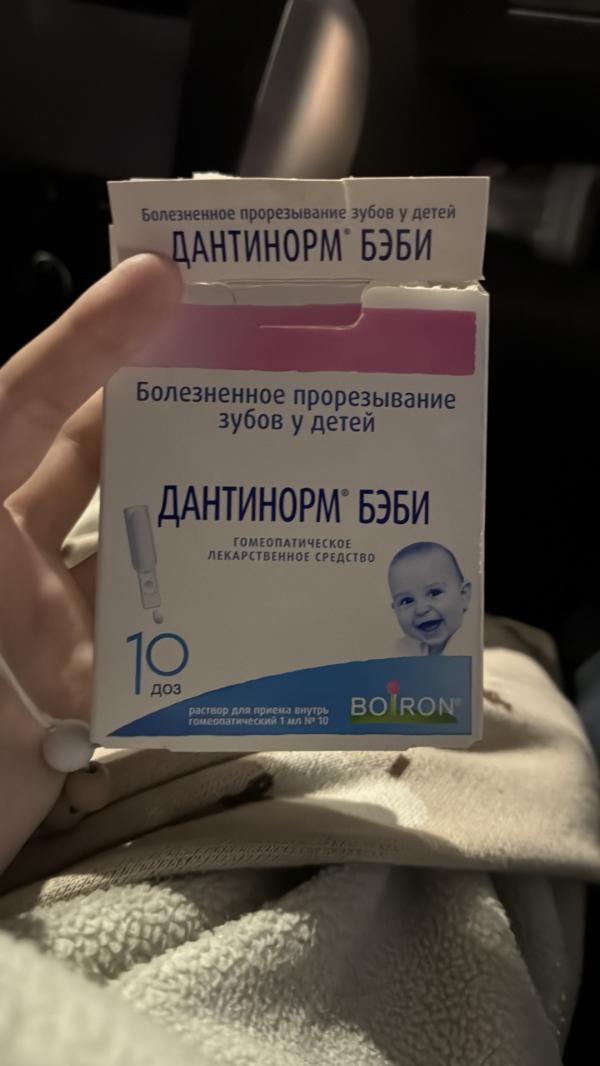 Болезненное прорезывание зубов у детей
ДАНТИНОРМ® БЭБИ
Болезненное прорезывание
зубов у детей
ДАНТИНОРМ® БЭБИ
ГОМЕОПАТИЧЕСКОЕ
ЛЕКАРСТВЕННОЕ СРЕДСТВО
10
ДОЗ
раствор для приема внутрь
гомеопатический 1 мл № 10
BOIRON®